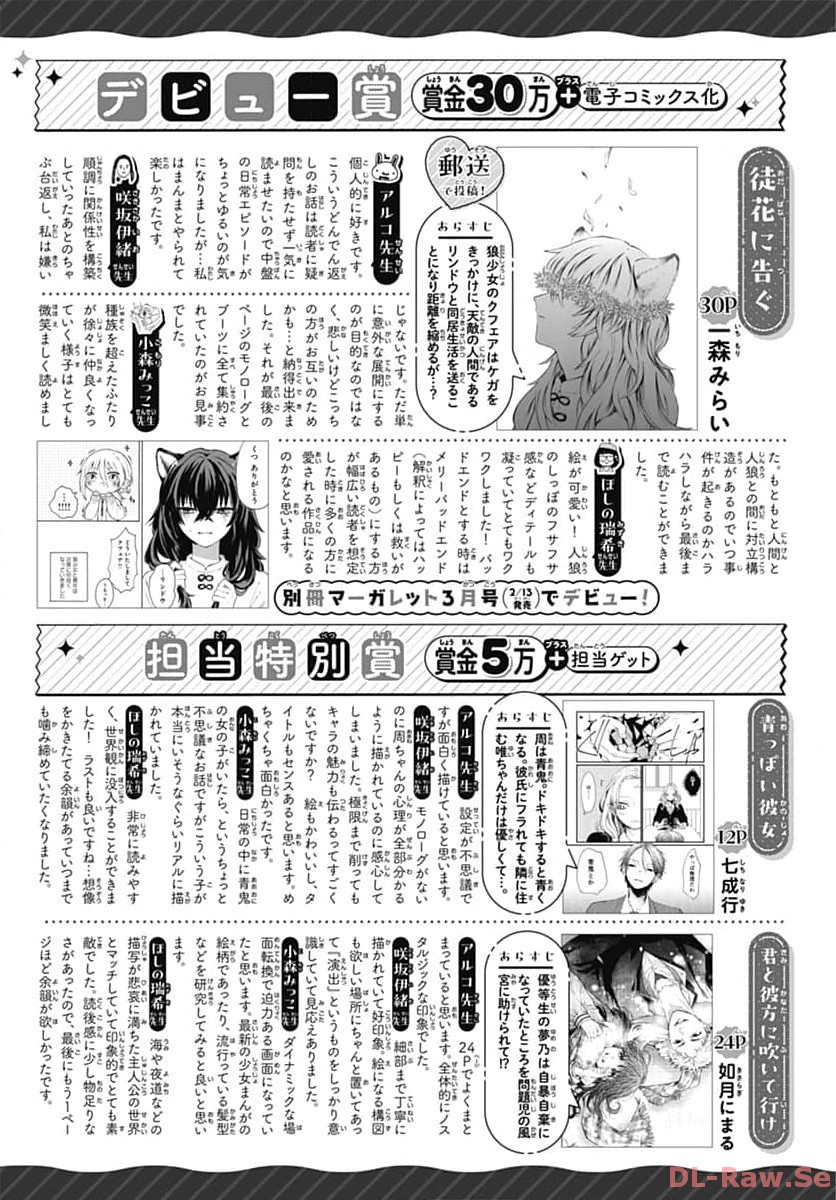 デビュー賞
賞金30万+電子コミックス化
徒花に告ぐ
30P 一森みらい
郵送で投稿!
あらすじ
狼少女のクフェアはケガを
きっかけに、天敵の人間である
リンドウと同居生活を送るこ
とになり距離を縮めるが…?
アルコ先生
個人的に好きです。
こういうどんでん返
しのお話は読者に疑
問を持たせず一気に
読ませたいので中盤
の日常エピソードが
ちょっとゆるいのが気
になりましたが…私
はまんまとやられて
楽しかったです。
咲坂伊緒先生
順調に関係性を構築
していったあとのちゃ
ぶ台返し、私は嫌い
じゃないです。ただ単
に意外な展開にする
のが目的なのではな
く、悲しいけどこっち
の方がお互いのため
かも…と納得出来ま
した。それが最後の
ページのモノローグと
ブーツに全て集約さ
れていたのがお見事
でした。
小森みっこ先生
種族を超えたふたり
が徐々に仲良くなっ
ていく様子はとても
微笑ましく読めまし
た。もともと人間と
人狼との間に対立構
造があるのでいつ事
件が起きるのかハラ
ハラしながら最後ま
で読むことができま
した。
ほしの瑞希先生
絵が可愛い!人狼
のしっぽのフサフサ
感などディテールも
凝っていてとてもワク
ワクしました!バッ
ドエンドとする時は
メリーバッドエンド
(解釈によってはハッ
ピーもしくは救いが
あるもの)にする方
が幅広い読者を想定
した時に多くの方に
愛される作品になる
のかなと思います。
くつ ありがとう
リンドウ
…!!!!
どういたしまして
クフェア
別冊マーガレット3月号(2/13発売)でデビュー!
担当特別賞
賞金5万+担当ゲット
青っぽい彼女
12P 七成行
やっぱ無理だわ
青鬼とか
あらすじ
周は青鬼。ドキドキすると青く
なる。彼氏にフラれても隣に住
む唯ちゃんだけは優しくて…。
アルコ先生 設定が不思議で
すが面白く描けていると思います。
咲坂伊緒先生 モノローグがない
のに周ちゃんの心理が全部分かる
ように描かれているのに感心して
しまいました。極限まで削っても
キャラの魅力も伝わるってすごく
ないですか? 絵もかわいいし、タ
イトルもセンスあると思います。め
ちゃくちゃ面白かったです。
小森みっこ先生 日常の中に青鬼
の女の子がいたら、というちょっと
不思議なお話ですがこういう子が
本当にいそうなぐらいリアルに描
かれていました。
ほしの瑞希先生 非常に読みやす
く、世界観に没入することができま
した!ラストも良いですね…想像
をかきたてる余韻があっていつまで
も噛み締めていたくなりました。
君と彼方に吹いて行け
24P 如月にまる
あらすじ
優等生の夢乃は自暴自棄に
なっていたところを問題児の風
宮に助けられて!?
アルコ先生 24Pでよくまと
まっていると思います。全体的にノス
タルジックな印象でした。
咲坂伊緒先生 細部まで丁寧に
描かれていて好印象。絵になる構図
も欲しい場所にちゃんと置いてあっ
て『演出』というものをしっかり意
識していて見応えありました。
小森みっこ先生 ダイナミックな場
面転換で迫力ある画面になってい
たと思います。最新の少女まんがの
絵柄であったり、流行っている髪型
などを研究してみると良いと思い
ます。
ほしの瑞希先生 海や夜道などの
描写が悲哀に満ちた主人公の世界
とマッチしていて印象的でとても素
敵でした。読後感に少し物足りな
さがあったので、最後にもう1ペー
ジほど余韻が欲しかったです。
DL-Raw.Se